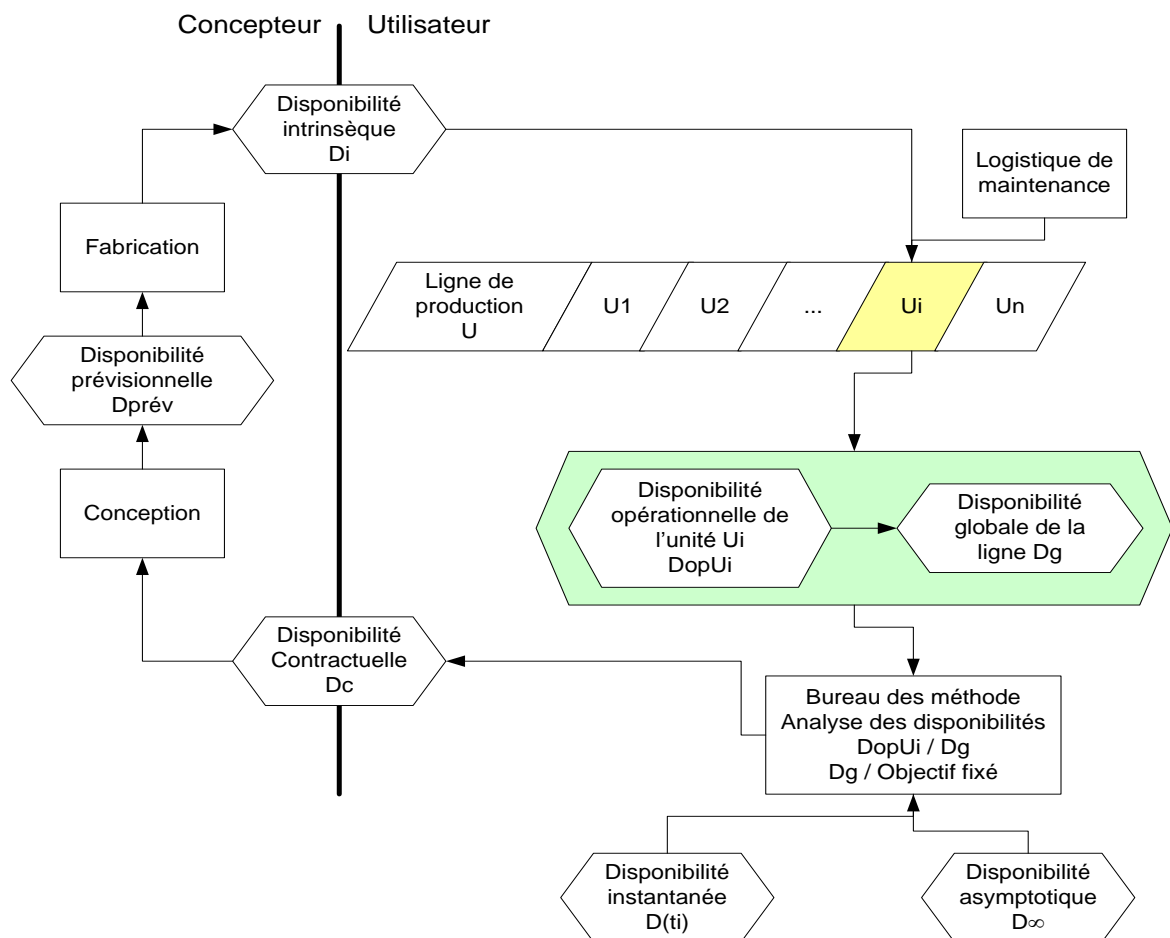 Concepteur
Utilisateur
Disponibilité
intrinsèque
Di
Logistique de
maintenance
Fabrication
Ligne de
production
U
U1
U2
...
Ui
Un
Disponibilité
prévisionnelle
Dprév
Conception
Disponibilité
opérationnelle de
l'unité Ui
DopUi
Disponibilité
globale de la
ligne Dg
Disponibilité
Contractuelle
Dc
Bureau des méthode
Analyse des disponibilités
DopUi / Dg
Dg / Objectif fixé
Disponibilité
instantanée
D(ti)
Disponibilité
asymptotique
D∞